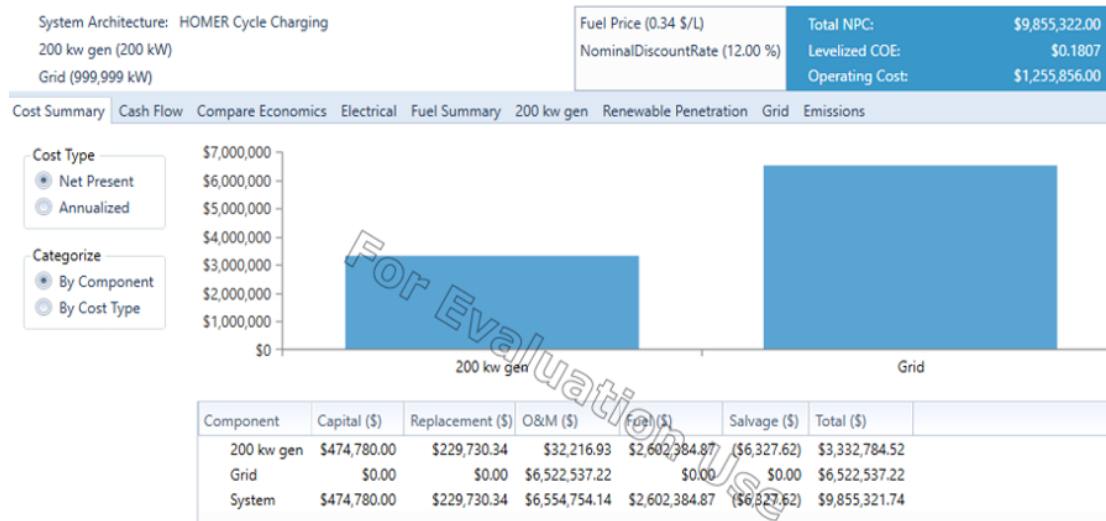 System Architecture: HOMER Cycle Charging
200 kw gen (200 kW)
Grid (999,999 kW)
Fuel Price (0.34 $/L)
NominalDiscountRate (12.00 %)
Total NPC: $9,855,322.00
Levelized COE: $0.1807
Operating Cost: $1,255,856.00
Cost Summary Cash Flow Compare Economics Electrical Fuel Summary 200 kw gen Renewable Penetration Grid Emissions
Cost Type
Net Present
Annualized
Categorize
By Component
By Cost Type
$7,000,000
$6,000,000
$5,000,000
$4,000,000
$3,000,000
$2,000,000
$1,000,000
$0
200 kw gen Grid
For Evaluation Use
Component Capital ($) Replacement ($) O&M ($) Fuel ($) Salvage ($) Total ($)
200 kw gen $474,780.00 $229,730.34 $32,216.93 $2,602,384.87 ($6,327.62) $3,332,784.52
Grid $0.00 $0.00 $6,522,537.22 $0.00 $0.00 $6,522,537.22
System $474,780.00 $229,730.34 $6,554,754.14 $2,602,384.87 ($6,327.62) $9,855,321.74